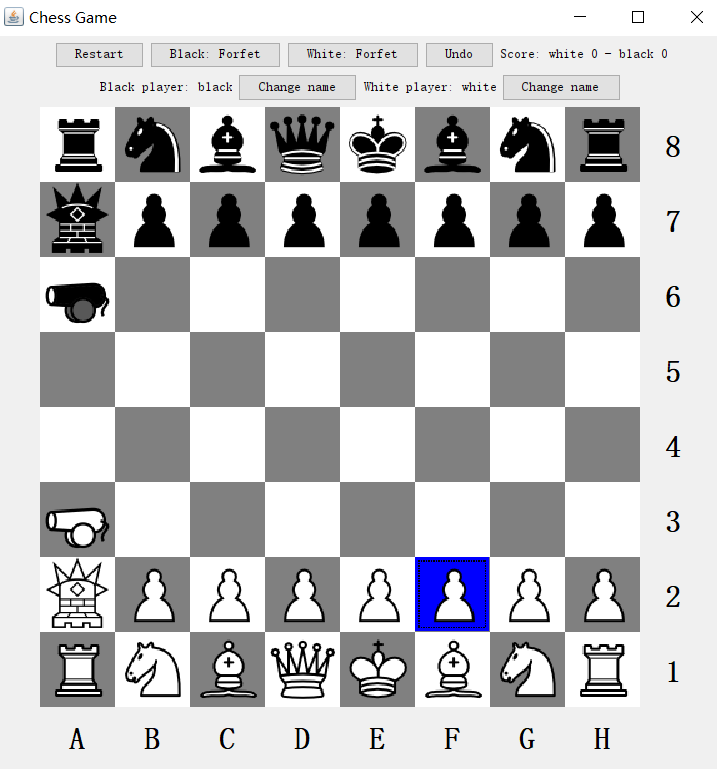 Chess Game
Restart Black: Forfet White: Forfet Undo Score: white 0 - black 0
Black player: black Change name White player: white Change name
8
7
6
5
4
3
2
1
A B C D E F G H